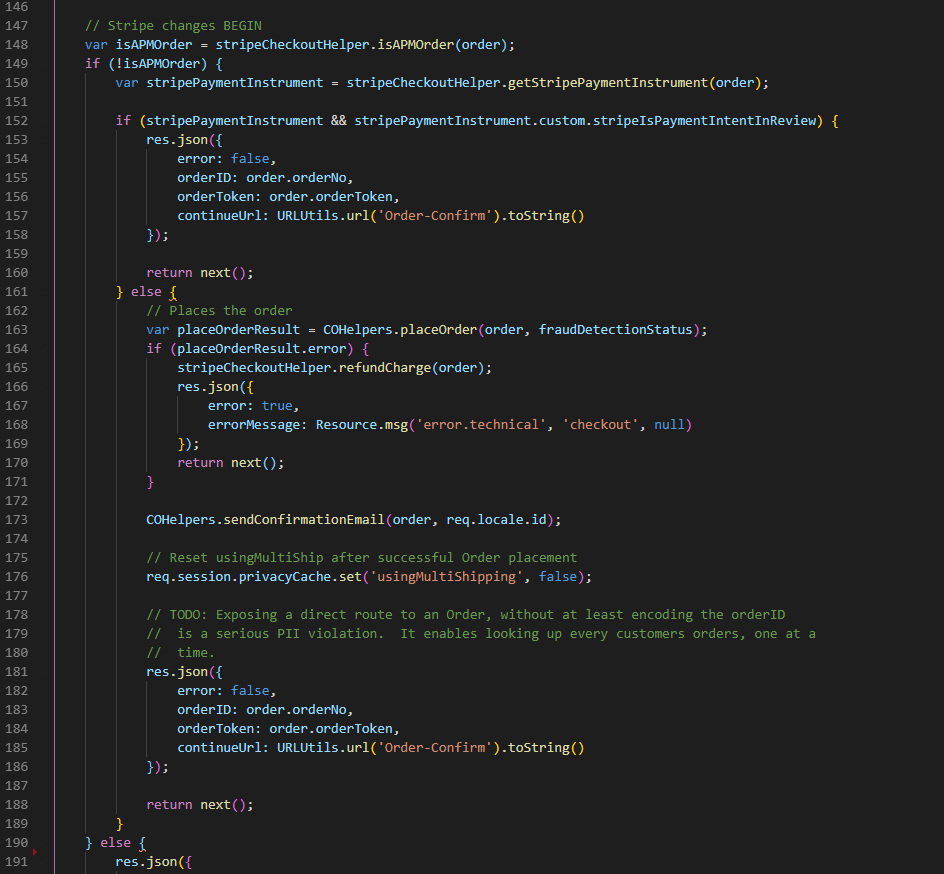 146
147 // Stripe changes BEGIN
148 var isAPMOrder = stripeCheckoutHelper.isAPMOrder(order);
149 if (!isAPMOrder) {
150 var stripePaymentInstrument = stripeCheckoutHelper.getStripePaymentInstrument(order);
151
152 if (stripePaymentInstrument && stripePaymentInstrument.custom.stripeIsPaymentIntentInReview) {
153 res.json({
154 error: false,
155 orderID: order.orderNo,
156 orderToken: order.orderToken,
157 continueUrl: URLUtils.url('Order-Confirm').toString()
158 });
159
160 return next();
161 } else {
162 // Places the order
163 var placeOrderResult = COHelpers.placeOrder(order, fraudDetectionStatus);
164 if (placeOrderResult.error) {
165 stripeCheckoutHelper.refundCharge(order);
166 res.json({
167 error: true,
168 errorMessage: Resource.msg('error.technical', 'checkout', null)
169 });
170 return next();
171 }
172
173 COHelpers.sendConfirmationEmail(order, req.locale.id);
174
175 // Reset usingMultiShip after successful Order placement
176 req.session.privacyCache.set('usingMultiShipping', false);
177
178 // TODO: Exposing a direct route to an Order, without at least encoding the orderID
179 //  is a serious PII violation.  It enables looking up every customers orders, one at a
180 //  time.
181 res.json({
182 error: false,
183 orderID: order.orderNo,
184 orderToken: order.orderToken,
185 continueUrl: URLUtils.url('Order-Confirm').toString()
186 });
187
188 return next();
189 }
190 } else {
191 res.json({